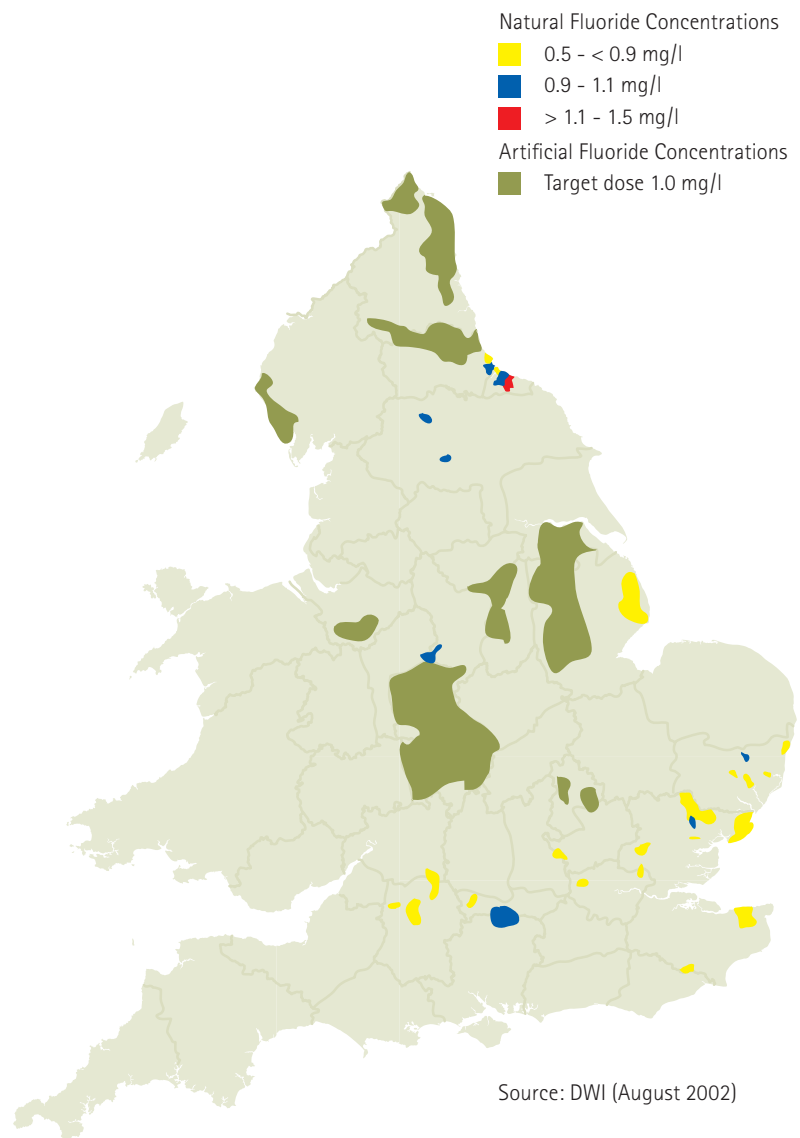 Natural Fluoride Concentrations
0.5 - < 0.9 mg/l
0.9 - 1.1 mg/l
> 1.1 - 1.5 mg/l
Artificial Fluoride Concentrations
Target dose 1.0 mg/l
Source: DWI (August 2002)